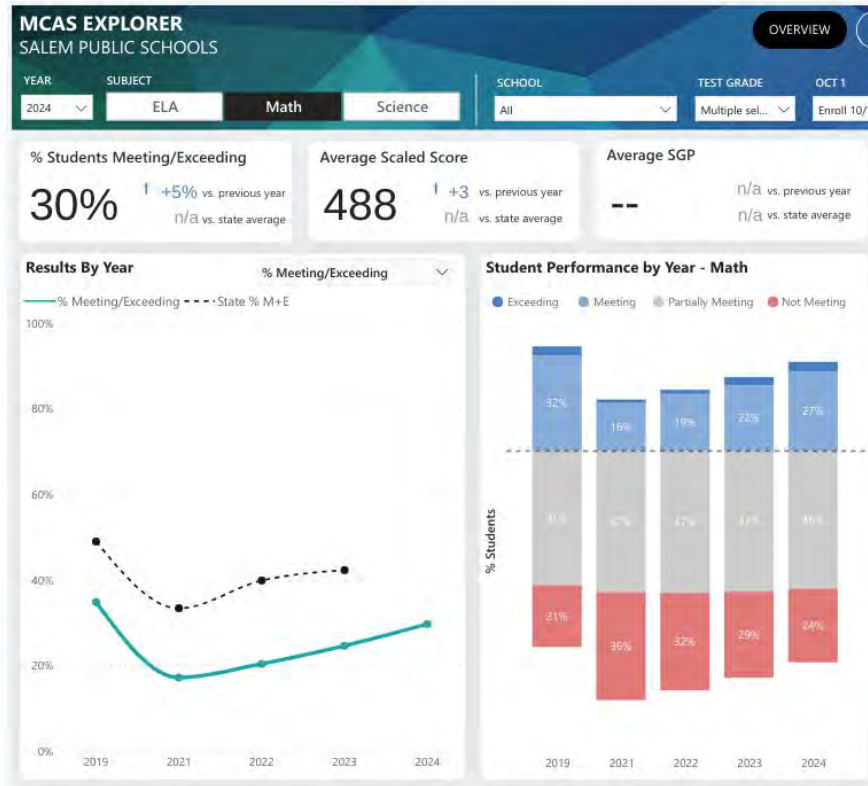 MCAS EXPLORER
SALEM PUBLIC SCHOOLS
OVERVIEW
YEAR
SUBJECT
SCHOOL
TEST GRADE
OCT 1
2024
ELA
Math
Science
All
Multiple sel...
Enroll 10/
% Students Meeting/Exceeding
30%
+5% vs. previous year
n/a vs. state average
Average Scaled Score
488
+3 vs. previous year
n/a vs. state average
Average SGP
--
n/a vs. previous year
n/a vs. state average
Results By Year
% Meeting/Exceeding
% Meeting/Exceeding
State % M+E
100%
80%
60%
40%
20%
0%
2019
2021
2022
2023
2024
Student Performance by Year - Math
Exceeding
Meeting
Partially Meeting
Not Meeting
% Students
32%
16%
19%
22%
27%
47%
46%
21%
36%
32%
29%
24%
2019
2021
2022
2023
2024